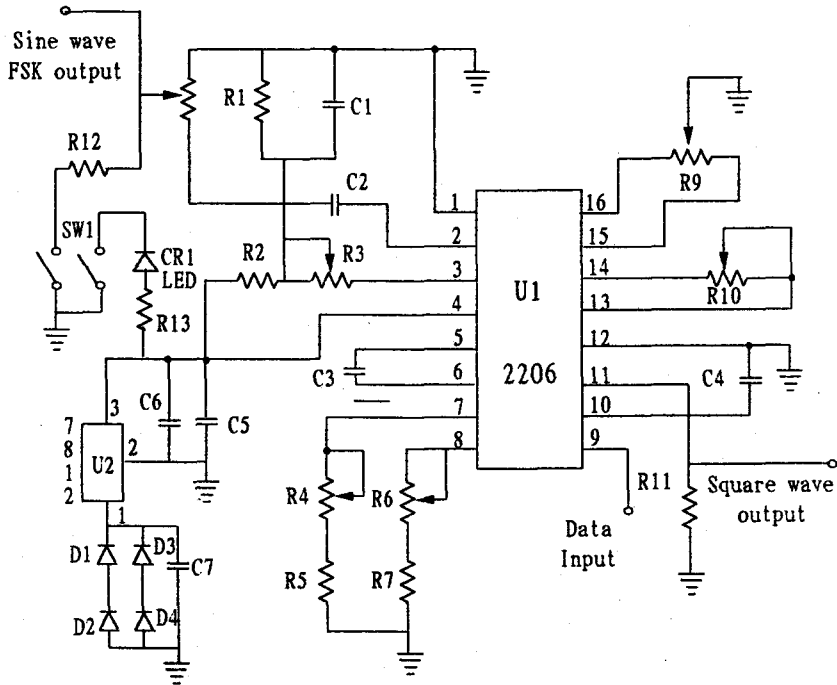 Sine wave
FSK output
R12
SW1
CR1
LED
R13
R1
C1
C2
R2
R3
C3
C6
C5
3
7
8
1
2
U2
2
1
D1
D3
C7
D2
D4
1
2
3
4
5
6
7
8
U1
2206
16
15
14
13
12
11
10
9
R9
R10
C4
R4
R6
R5
R7
Data
Input
R11
Square wave
output